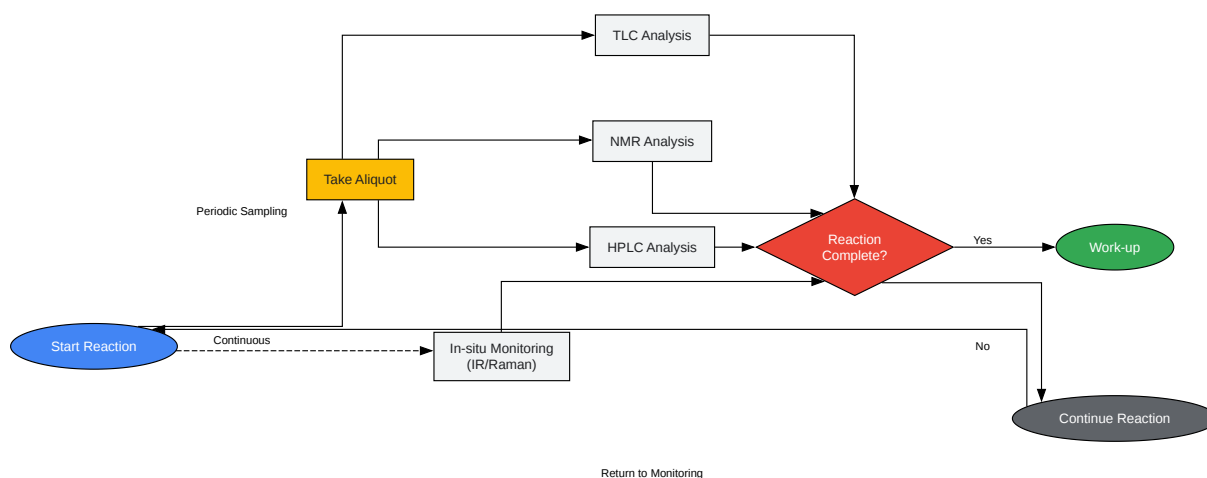 TLC Analysis
NMR Analysis
Take Aliquot
Periodic Sampling
HPLC Analysis
Reaction
Complete?
Yes
Work-up
Start Reaction
Continuous
In-situ Monitoring
(IR/Raman)
No
Continue Reaction
Return to Monitoring